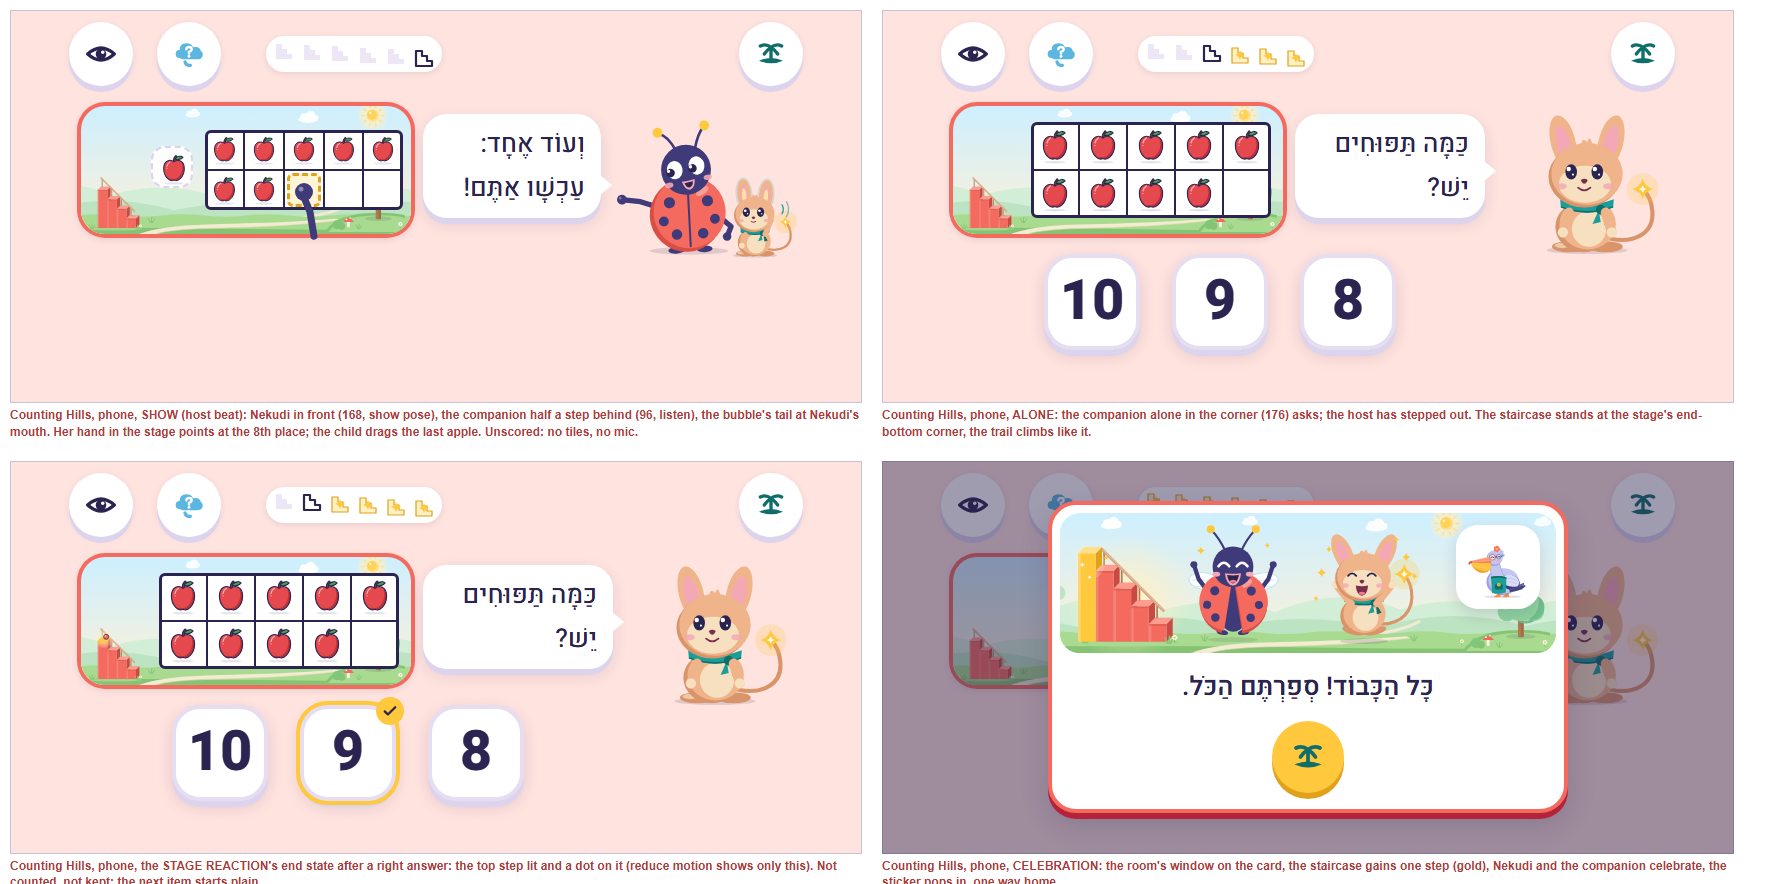 וְעוֹד אֶחָד:
עַכְשָׁו אַתֶּם!
Counting Hills, phone, SHOW (host beat): Nekudi in front (168, show pose), the companion half a step behind (96, listen), the bubble's tail at Nekudi's
mouth. Her hand in the stage points at the 8th place; the child drags the last apple. Unscored: no tiles, no mic.
כַּמָּה תַּפּוּחִים
יֵשׁ?
10 9 8
Counting Hills, phone, ALONE: the companion alone in the corner (176) asks; the host has stepped out. The staircase stands at the stage's end-
bottom corner, the trail climbs like it.
כַּמָּה תַּפּוּחִים
יֵשׁ?
10 9 8
Counting Hills, phone, the STAGE REACTION's end state after a right answer: the top step lit and a dot on it (reduce motion shows only this). Not
counted, not kept: the next item starts plain.
כׇּל הַכָּבוֹד! סְפַרְתֶּם הַכֹּל.
Counting Hills, phone, CELEBRATION: the room's window on the card, the staircase gains one step (gold), Nekudi and the companion celebrate, the
sticker pops in, one way home.